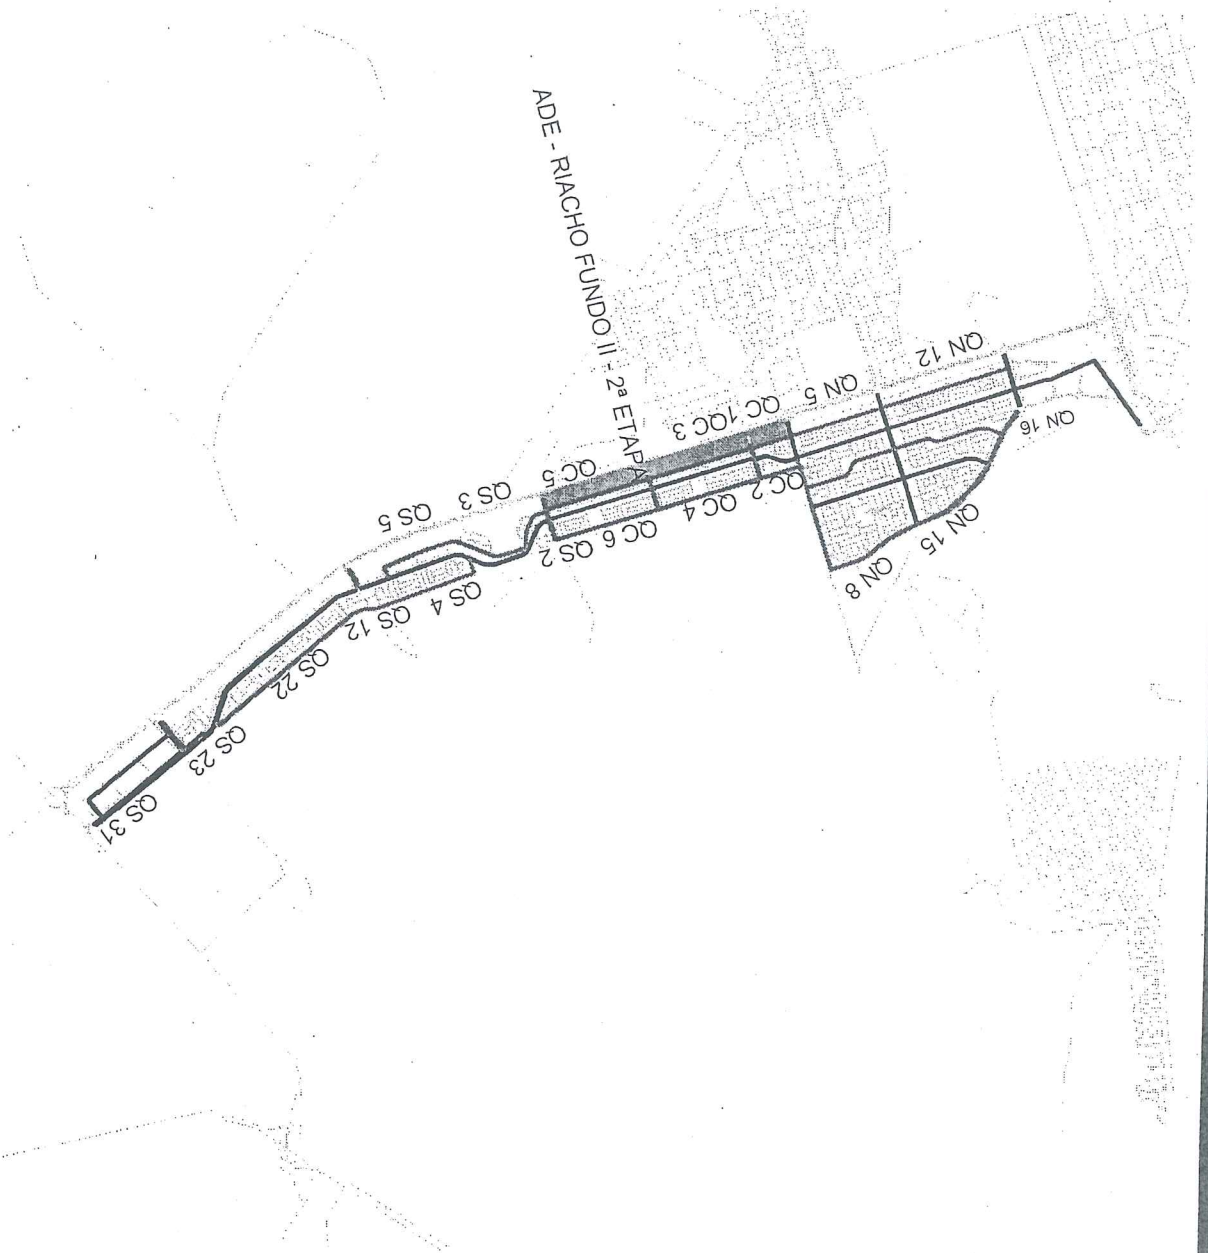 ADE - RIACHO FUNDO II - 2ª ETAPA
QN 12
QN 5
QN 16
QC 1
QC 3
QC 5
QC 2
QC 4
QC 6
QN 15
QN 8
QS 3
QS 5
QS 2
QS 4
QS 12
QS 22
QS 23
QS 31